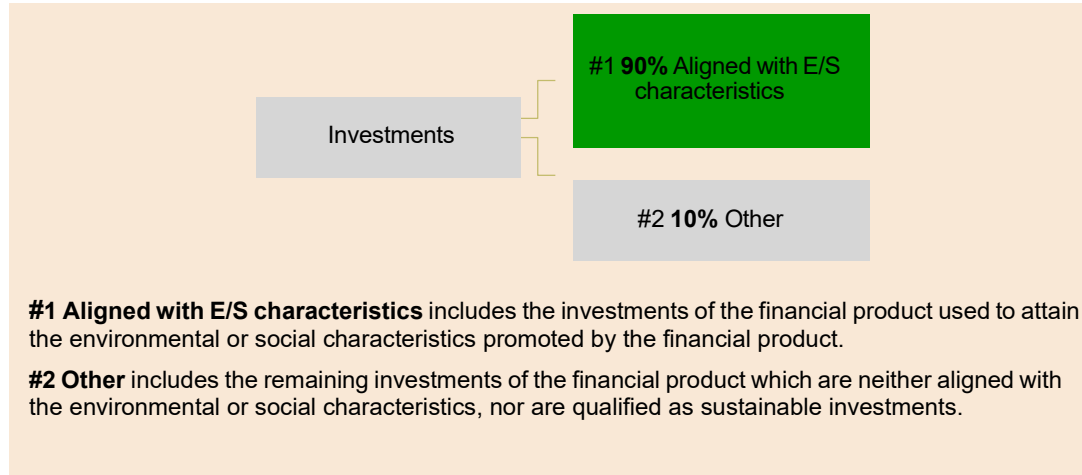 #1 90% Aligned with E/S
characteristics
Investments
#2 10% Other
#1 Aligned with E/S characteristics includes the investments of the financial product used to attain
the environmental or social characteristics promoted by the financial product.
#2 Other includes the remaining investments of the financial product which are neither aligned with
the environmental or social characteristics, nor are qualified as sustainable investments.